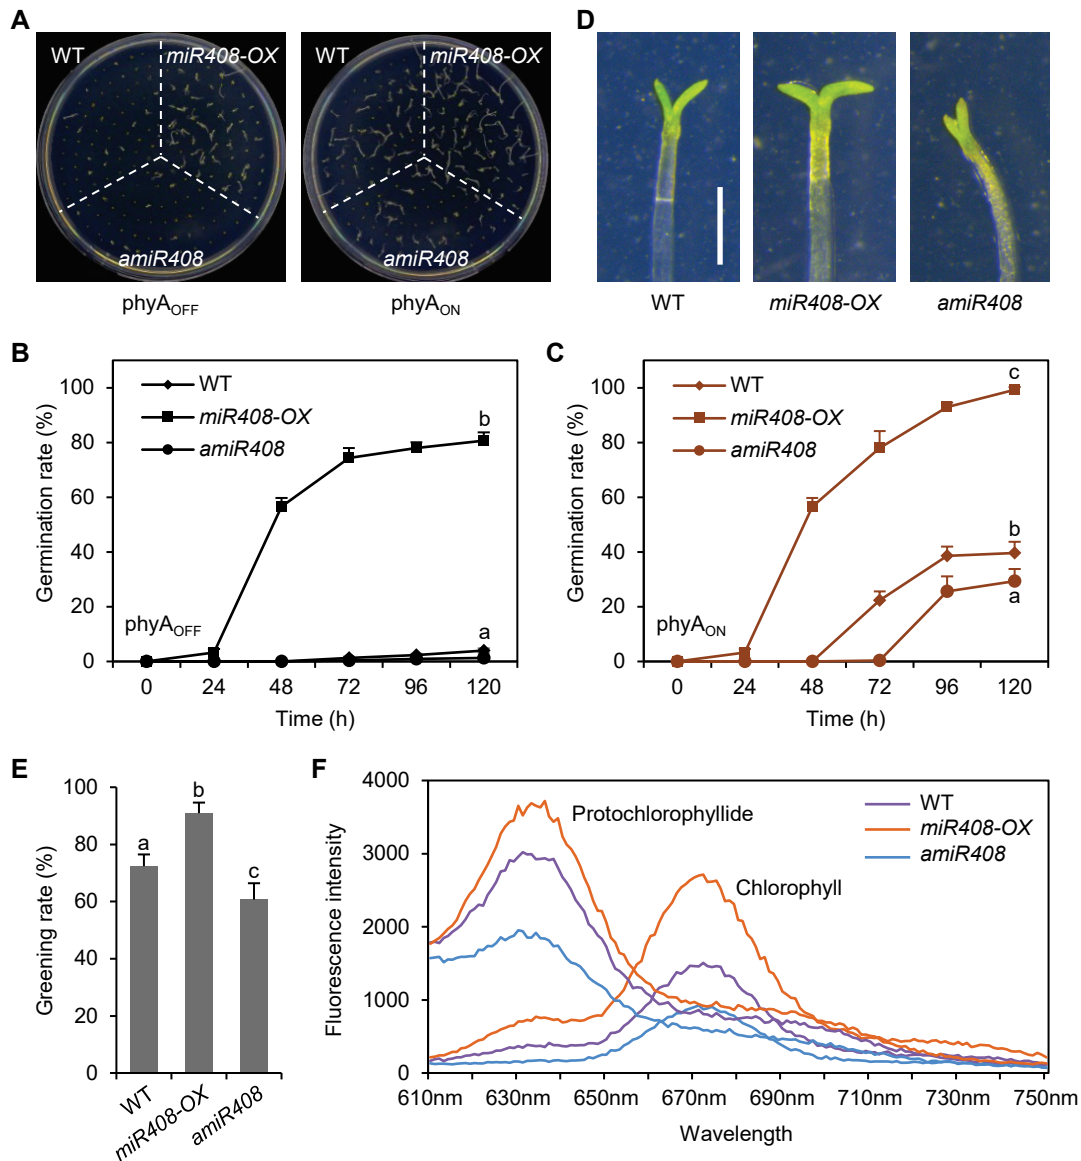 A
WT
miR408-OX
amiR408
phyAOFF
WT
miR408-OX
amiR408
phyAON
D
WT
miR408-OX
amiR408
B
Germination rate (%)
100
80
60
40
20
0
WT
miR408-OX
amiR408
b
a
phyAOFF
0 24 48 72 96 120
Time (h)
C
Germination rate (%)
100
80
60
40
20
0
WT
miR408-OX
amiR408
c
b
a
phyAON
0 24 48 72 96 120
Time (h)
E
Greening rate (%)
100
80
60
40
20
0
a
b
c
WT
miR408-OX
amiR408
F
Fluorescence intensity
4000
3000
2000
1000
0
Protochlorophyllide
Chlorophyll
WT
miR408-OX
amiR408
610nm 630nm 650nm 670nm 690nm 710nm 730nm 750nm
Wavelength